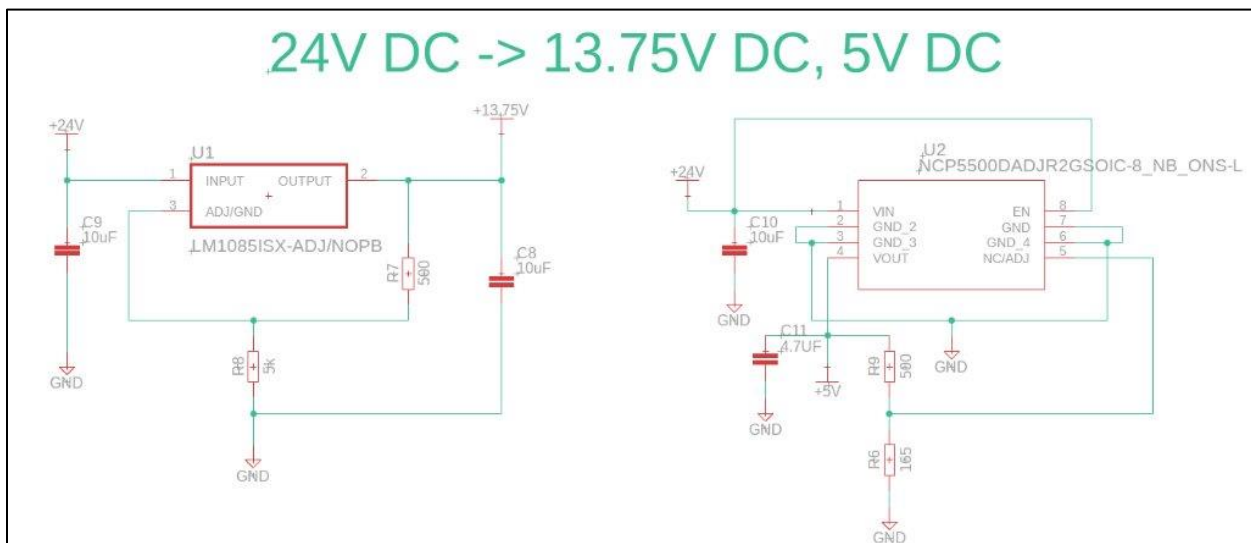 24V DC -> 13.75V DC, 5V DC
+24V
+13.75V
U1
1 INPUT OUTPUT 2
3 ADJ/GND
LM1085ISX-ADJ/NOPB
C9
10uF
R7
500
C8
10uF
R8
5k
GND
GND
U2
NCP5500DADJR2GSOIC-8_NB_ONS-L
+24V
1 VIN EN 8
2 GND_2 GND 7
3 GND_3 GND_4 6
4 VOUT NC/ADJ 5
C10
10uF
GND
C11
4.7UF
R9
500
GND
+5V
GND
R6
165
GND